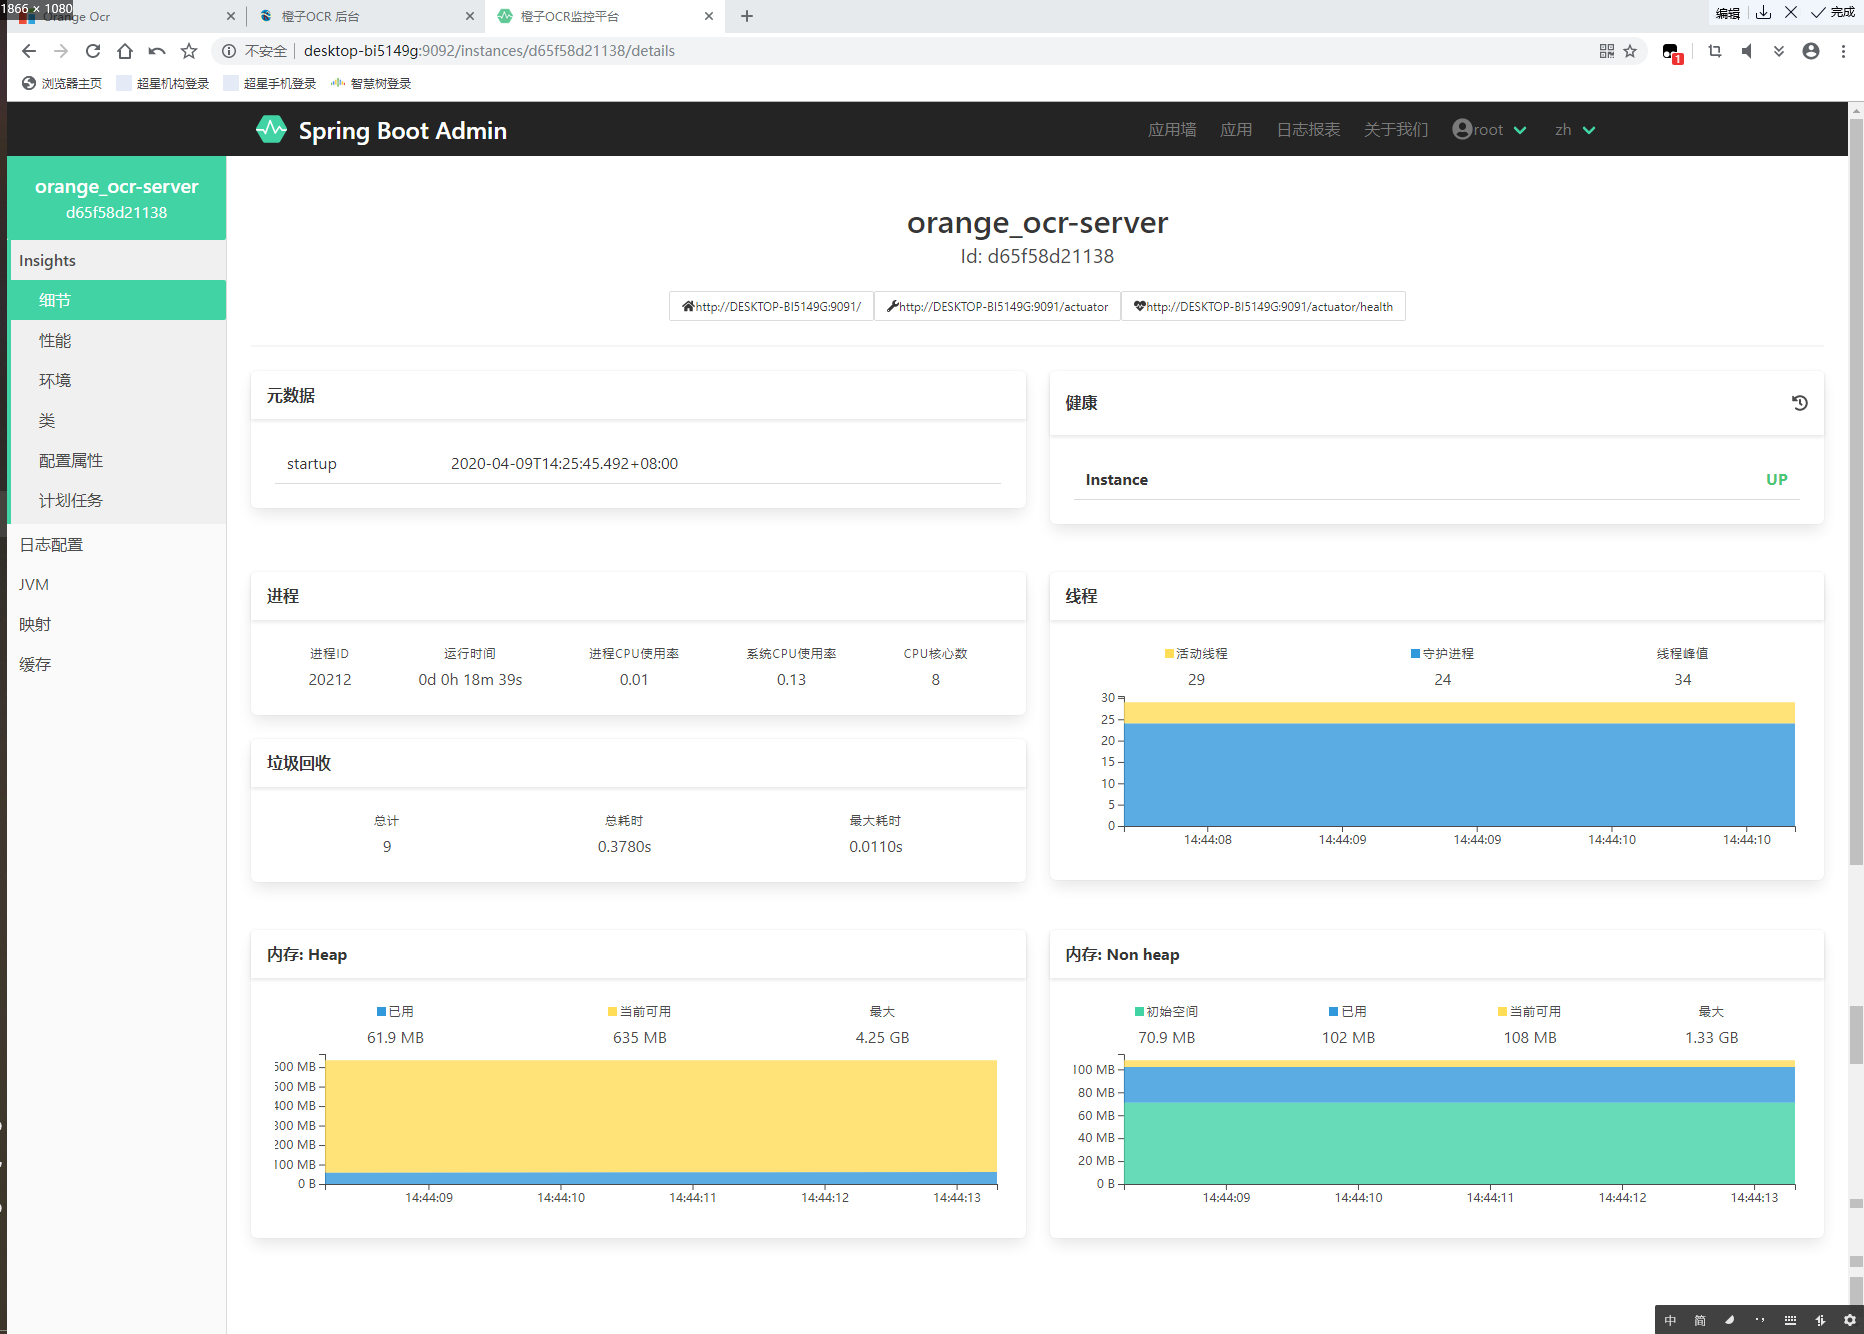 1866 × 1080
Orange Ocr
橙子OCR 后台
橙子OCR监控平台
编辑
完成
不安全 desktop-bi5149g:9092/instances/d65f58d21138/details
1
浏览器主页 超星机构登录 超星手机登录 智慧树登录
Spring Boot Admin
应用墙 应用 日志报表 关于我们 root zh
orange_ocr-server
d65f58d21138
Insights
细节
性能
环境
类
配置属性
计划任务
日志配置
JVM
映射
缓存
orange_ocr-server
Id: d65f58d21138
http://DESKTOP-BI5149G:9091/ http://DESKTOP-BI5149G:9091/actuator http://DESKTOP-BI5149G:9091/actuator/health
元数据
startup 2020-04-09T14:25:45.492+08:00
健康
Instance UP
进程
进程ID 运行时间 进程CPU使用率 系统CPU使用率 CPU核心数
20212 0d 0h 18m 39s 0.01 0.13 8
垃圾回收
总计 总耗时 最大耗时
9 0.3780s 0.0110s
线程
活动线程 守护进程 线程峰值
29 24 34
30
25
20
15
10
5
0
14:44:08 14:44:09 14:44:09 14:44:10 14:44:10
内存: Heap
已用 当前可用 最大
61.9 MB 635 MB 4.25 GB
600 MB
500 MB
400 MB
300 MB
200 MB
100 MB
0 B
14:44:09 14:44:10 14:44:11 14:44:12 14:44:13
内存: Non heap
初始空间 已用 当前可用 最大
70.9 MB 102 MB 108 MB 1.33 GB
100 MB
80 MB
60 MB
40 MB
20 MB
0 B
14:44:09 14:44:10 14:44:11 14:44:12 14:44:13
中 简